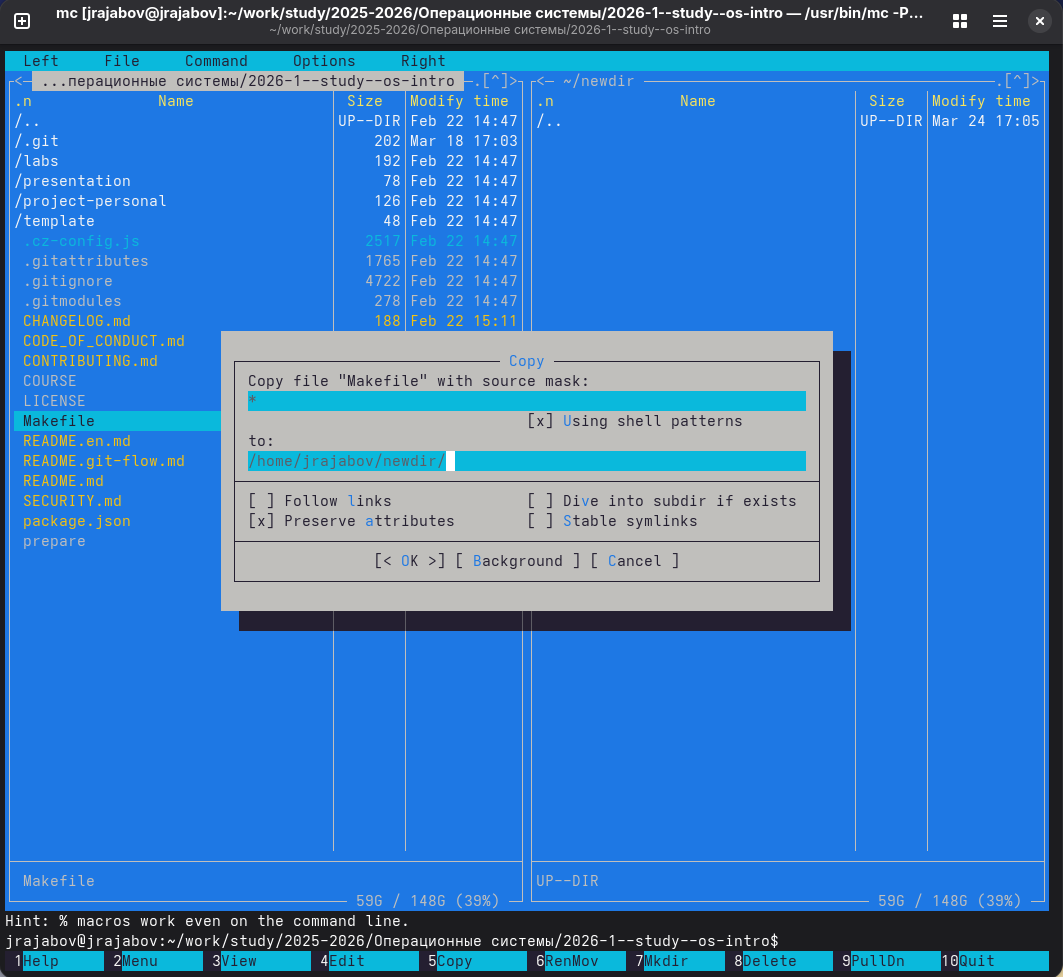 mc [jrajabov@jrajabov]:~/work/study/2025-2026/Операционные системы/2026-1--study--os-intro — /usr/bin/mc -P…
~/work/study/2025-2026/Операционные системы/2026-1--study--os-intro
Left File Command Options Right
<— ...перационные системы/2026-1--study--os-intro —.[^]> <— ~/newdir —.[^]>
.n Name Size Modify time .n Name Size Modify time
/.. UP--DIR Feb 22 14:47 /.. UP--DIR Mar 24 17:05
/.git 202 Mar 18 17:03
/labs 192 Feb 22 14:47
/presentation 78 Feb 22 14:47
/project-personal 126 Feb 22 14:47
/template 48 Feb 22 14:47
.cz-config.js 2517 Feb 22 14:47
.gitattributes 1765 Feb 22 14:47
.gitignore 4722 Feb 22 14:47
.gitmodules 278 Feb 22 14:47
CHANGELOG.md 188 Feb 22 15:11
CODE_OF_CONDUCT.md
CONTRIBUTING.md
COURSE
LICENSE
Makefile
README.en.md
README.git-flow.md
README.md
SECURITY.md
package.json
prepare
Copy
Copy file "Makefile" with source mask:
*
[x] Using shell patterns
to:
/home/jrajabov/newdir/
[ ] Follow links [ ] Dive into subdir if exists
[x] Preserve attributes [ ] Stable symlinks
[< OK >] [ Background ] [ Cancel ]
Makefile UP--DIR
59G / 148G (39%) 59G / 148G (39%)
Hint: % macros work even on the command line.
jrajabov@jrajabov:~/work/study/2025-2026/Операционные системы/2026-1--study--os-intro$
1Help 2Menu 3View 4Edit 5Copy 6RenMov 7Mkdir 8Delete 9PullDn 10Quit